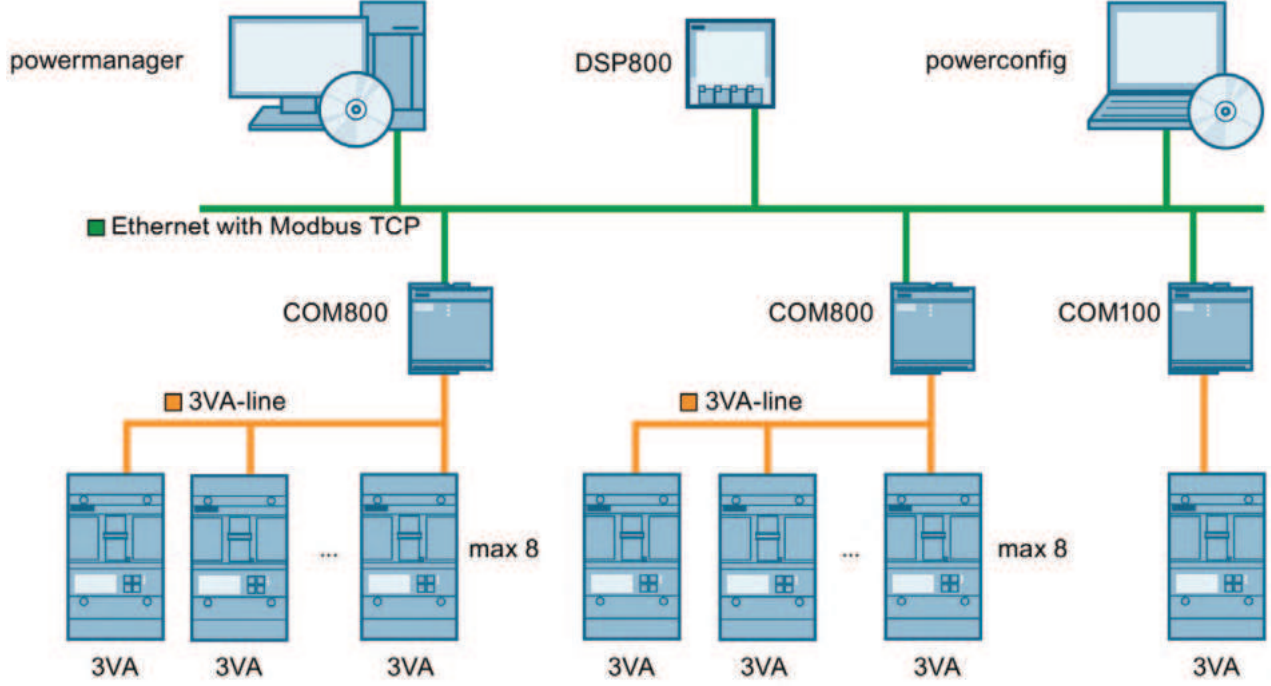 powermanager
DSP800
powerconfig
Ethernet with Modbus TCP
COM800
COM800
COM100
3VA-line
3VA-line
...
max 8
...
max 8
3VA
3VA
3VA
3VA
3VA
3VA
3VA